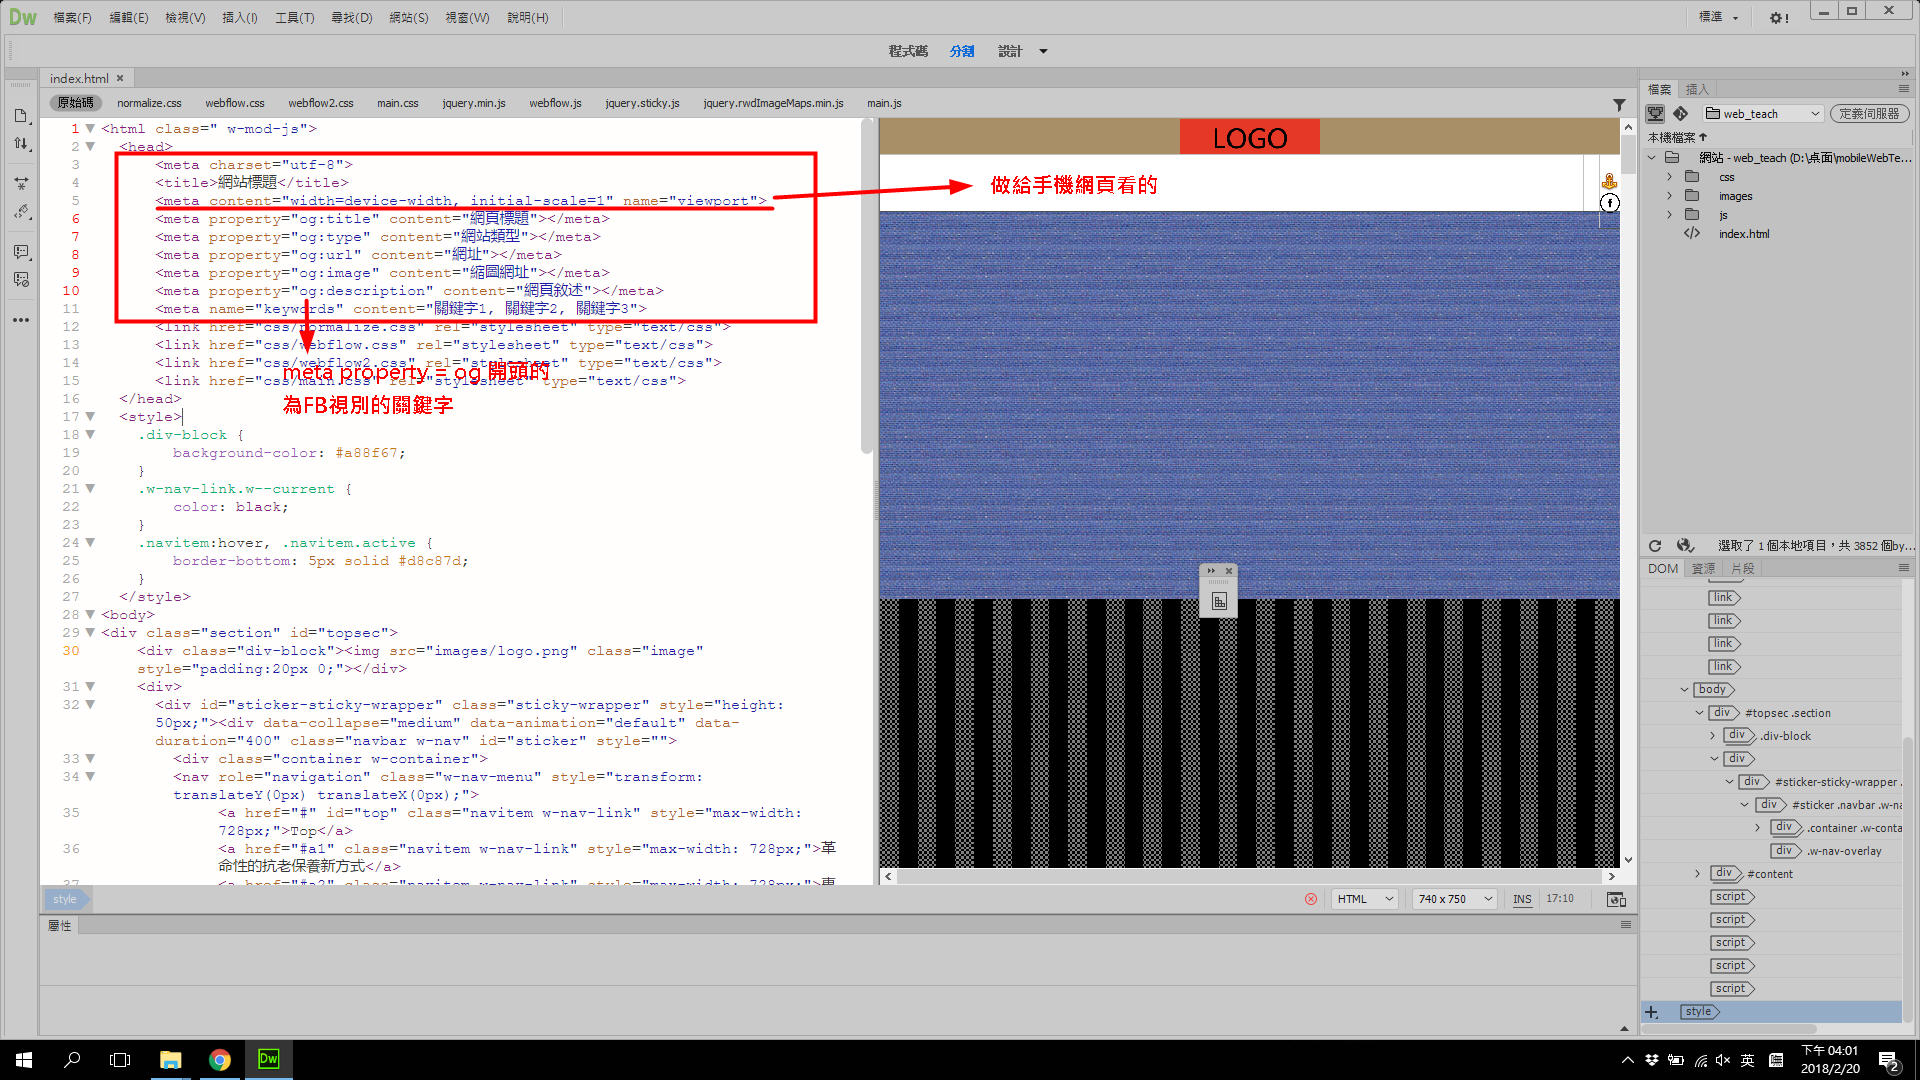 Dw 檔案(F) 編輯(E) 檢視(V) 插入(I) 工具(T) 尋找(D) 網站(S) 視窗(W) 說明(H) 標準
程式碼 分割 設計
index.html
原始碼 normalize.css webflow.css webflow2.css main.css jquery.min.js webflow.js jquery.sticky.js jquery.rwdImageMaps.min.js main.js
1 <html class=" w-mod-js">
2 <head>
3 <meta charset="utf-8">
4 <title>網站標題</title>
5 <meta content="width=device-width, initial-scale=1" name="viewport">
6 <meta property="og:title" content="網頁標題"></meta>
7 <meta property="og:type" content="網站類型"></meta>
8 <meta property="og:url" content="網址"></meta>
9 <meta property="og:image" content="縮圖網址"></meta>
10 <meta property="og:description" content="網頁敘述"></meta>
11 <meta name="keywords" content="關鍵字1, 關鍵字2, 關鍵字3">
12 <link href="css/normalize.css" rel="stylesheet" type="text/css">
13 <link href="css/webflow.css" rel="stylesheet" type="text/css">
14 <link href="css/webflow2.css" rel="stylesheet" type="text/css">
15 <link href="css/main.css" rel="stylesheet" type="text/css">
16 </head>
17 <style>
18 .div-block {
19 background-color: #a88f67;
20 }
21 .w-nav-link.w--current {
22 color: black;
23 }
24 .navitem:hover, .navitem.active {
25 border-bottom: 5px solid #d8c87d;
26 }
27 </style>
28 <body>
29 <div class="section" id="topsec">
30 <div class="div-block"><img src="images/logo.png" class="image"
style="padding:20px 0;"></div>
31 <div>
32 <div id="sticker-sticky-wrapper" class="sticky-wrapper" style="height:
50px;"><div data-collapse="medium" data-animation="default" data-
duration="400" class="navbar w-nav" id="sticker" style="">
33 <div class="container w-container">
34 <nav role="navigation" class="w-nav-menu" style="transform:
translateY(0px) translateX(0px);">
35 <a href="#" id="top" class="navitem w-nav-link" style="max-width:
728px;">Top</a>
36 <a href="#a1" class="navitem w-nav-link" style="max-width: 728px;">革
命性的抗老保養新方式</a>
37 <a href="#a2" class="navitem w-nav-link" style="max-width: 728px;">
做給手機網頁看的
meta property = og 開頭的
為FB視別的關鍵字
LOGO
style
HTML 740 x 750 INS 17:10
屬性
檔案 插入
web_teach 定義伺服器
本機檔案
網站 - web_teach (D:\桌面\mobileWebTe...
css
images
js
index.html
選取了 1 個本地項目，共 3852 個by...
DOM 資源 片段
link
link
link
link
body
div #topsec .section
div .div-block
div
div #sticker-sticky-wrapper .
div #sticker .navbar .w-na
div .container .w-conta
div .w-nav-overlay
div #content
script
script
script
script
script
style
Dw
英
下午 04:01
2018/2/20
2